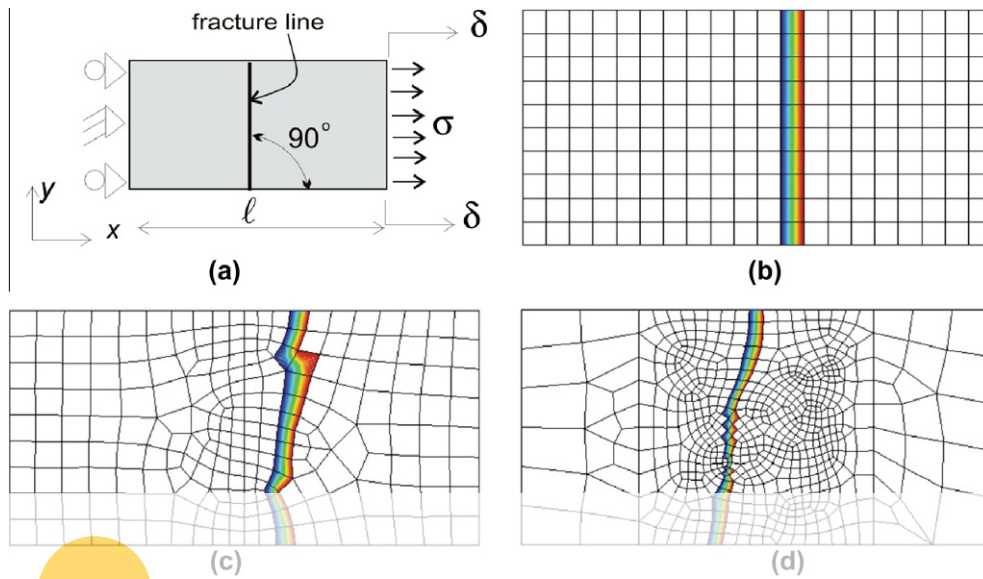 fracture line
δ
σ
90°
y
x
ℓ
δ
(a)
(b)
(c)
(d)